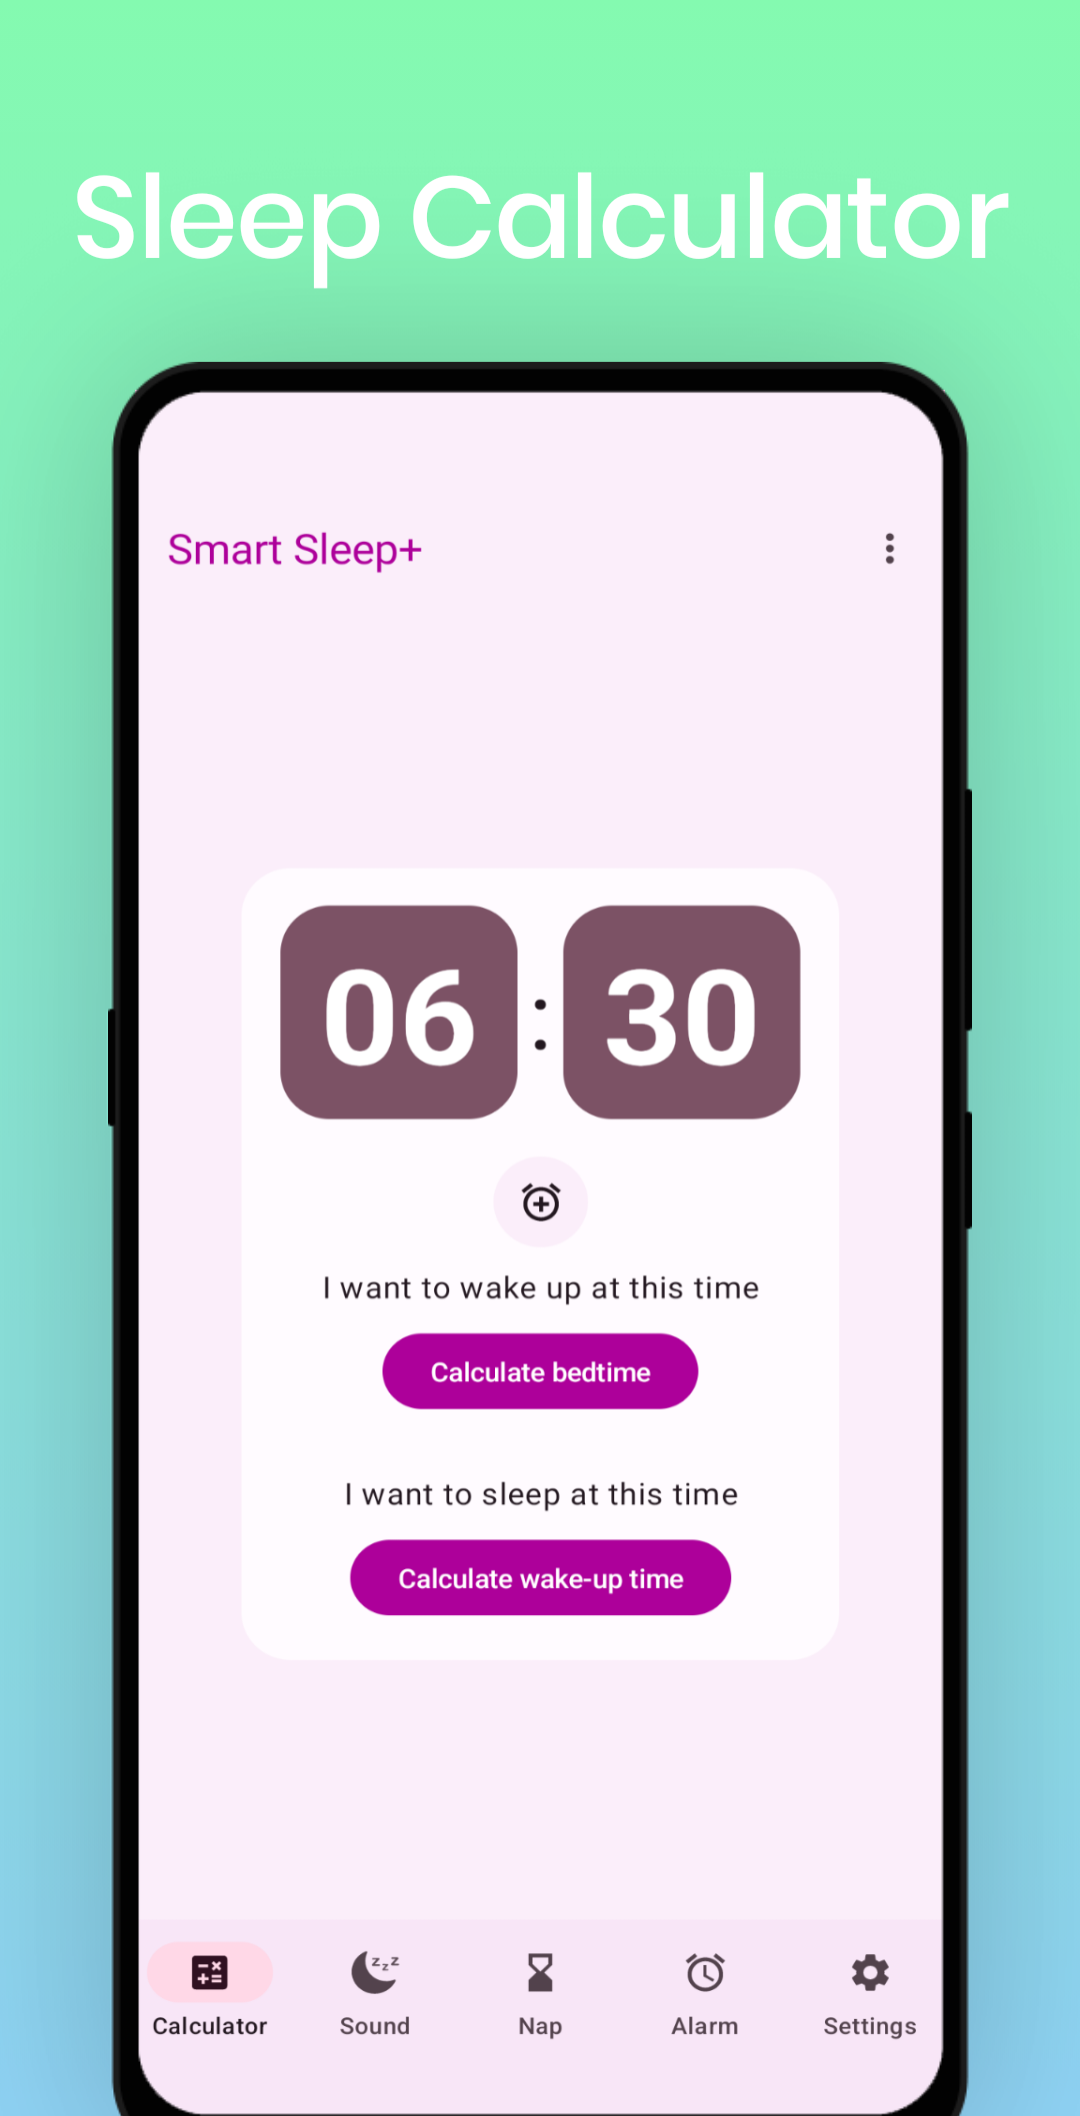 Sleep Calculator
Smart Sleep+
06 : 30
I want to wake up at this time
Calculate bedtime
I want to sleep at this time
Calculate wake-up time
Calculator Sound Nap Alarm Settings